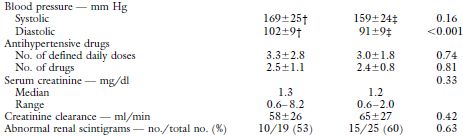 Blood pressure — mm Hg
Systolic 169±25† 159±24‡ 0.16
Diastolic 102±9† 91±9‡ <0.001
Antihypertensive drugs
No. of defined daily doses 3.3±2.8 3.0±1.8 0.74
No. of drugs 2.5±1.1 2.4±0.8 0.81
Serum creatinine — mg/dl 0.33
Median 1.3 1.2
Range 0.6–8.2 0.6–2.0
Creatinine clearance — ml/min 58±26 65±27 0.42
Abnormal renal scintigrams — no./total no. (%) 10/19 (53) 15/25 (60) 0.63